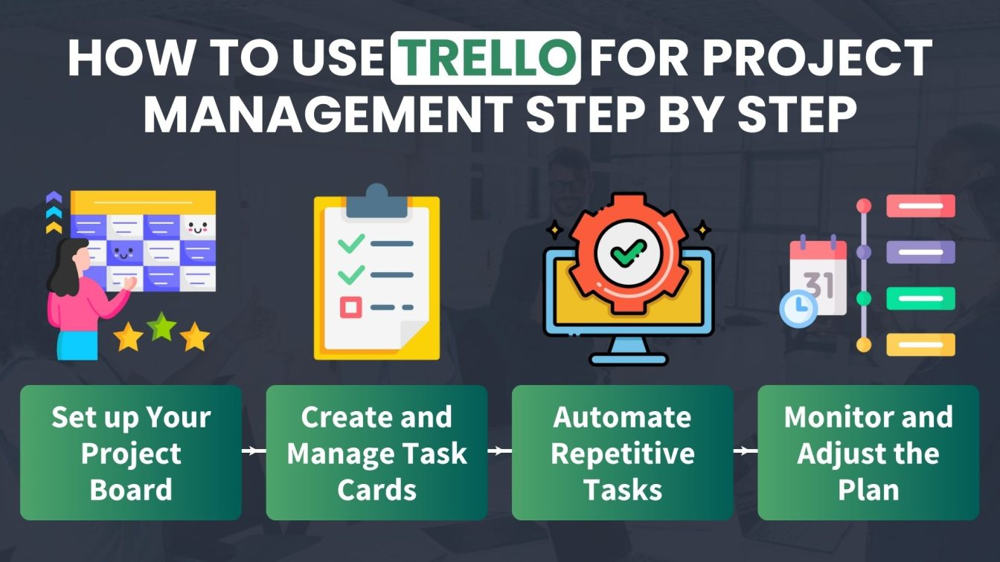 HOW TO USE TRELLO FOR PROJECT
MANAGEMENT STEP BY STEP
31
Set up Your
Project
Board
Create and
Manage Task
Cards
Automate
Repetitive
Tasks
Monitor and
Adjust the
Plan